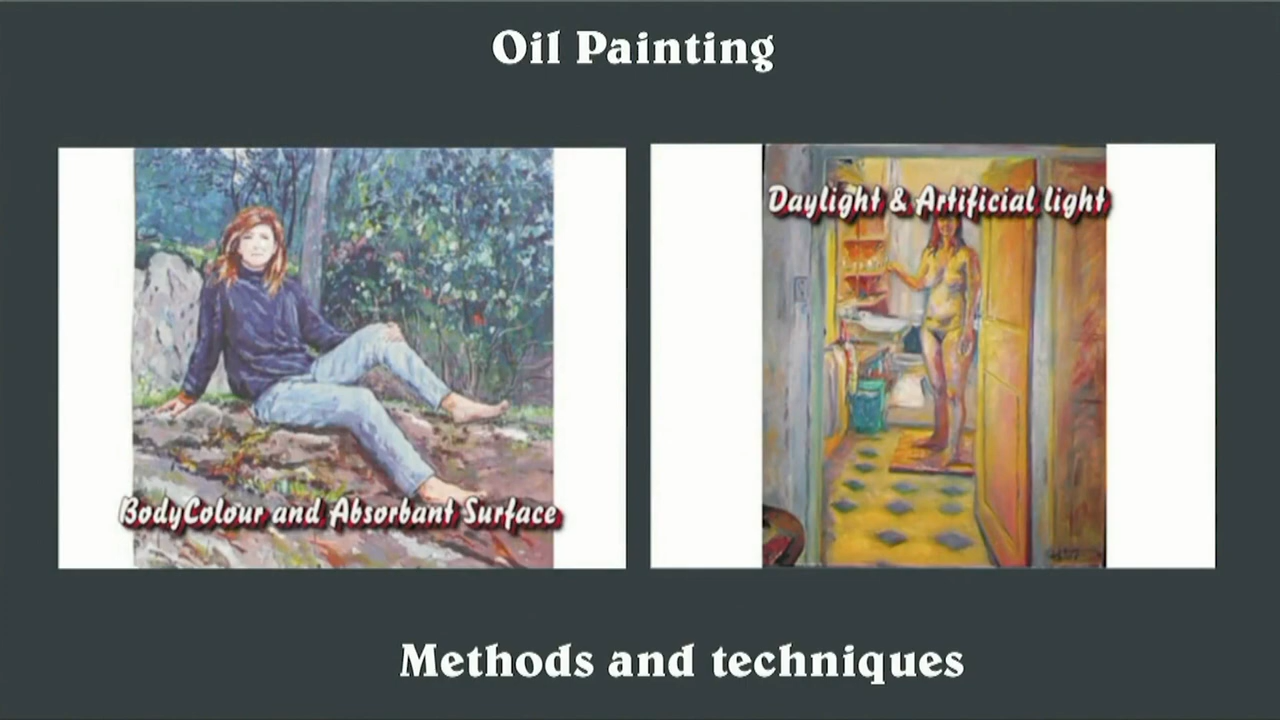 Oil Painting
Daylight & Artificial light
BodyColour and Absorbant Surface
Methods and techniques